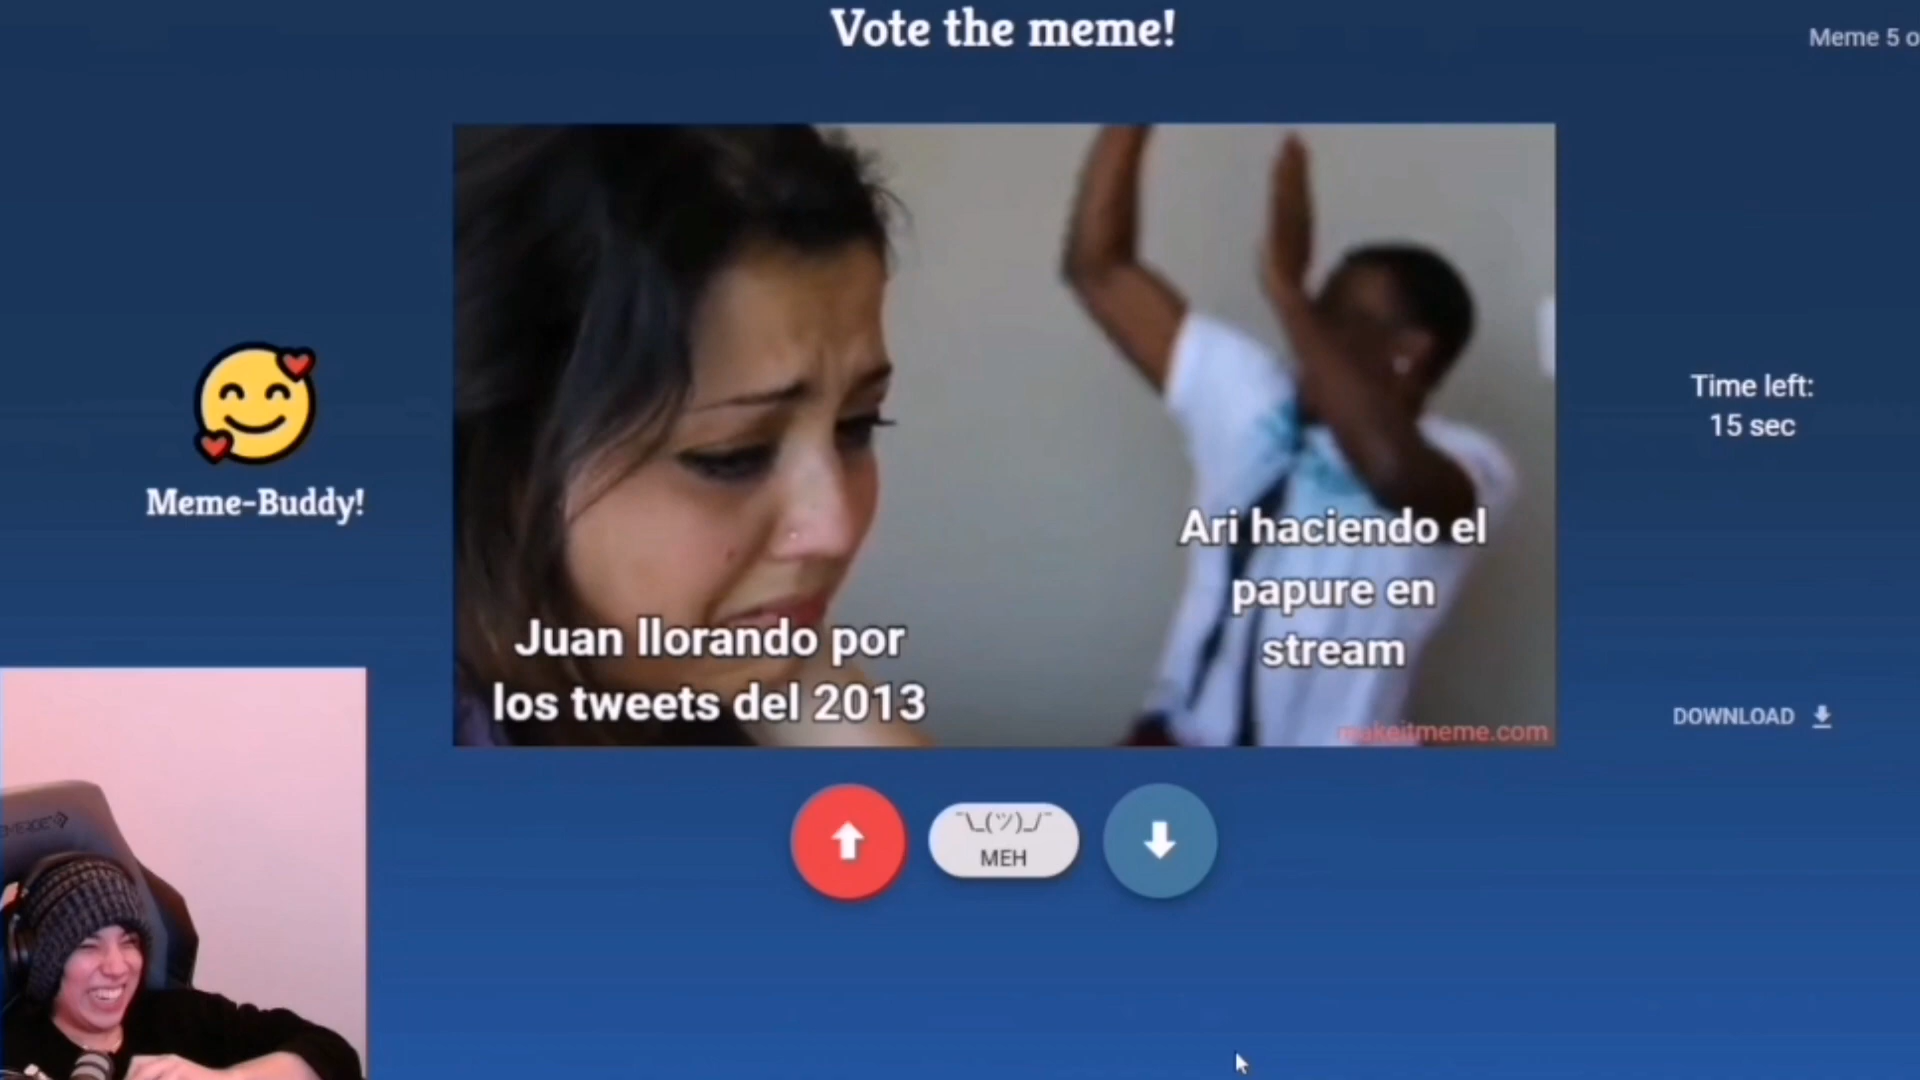 Vote the meme!
Meme 5 o
Time left:
15 sec
Meme-Buddy!
Ari haciendo el
papure en
stream
Juan llorando por
los tweets del 2013
makeitmeme.com
DOWNLOAD
¯\_(ツ)_/¯
MEH